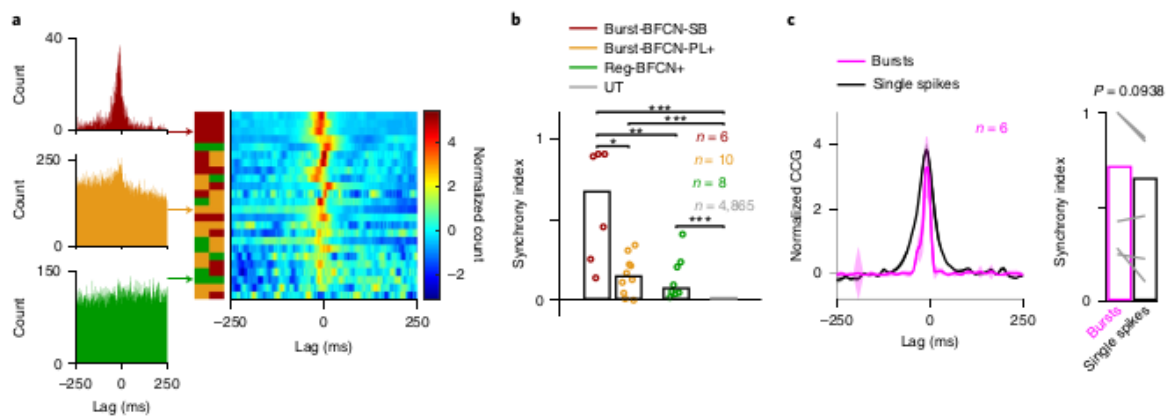 a
40
Count
0
250
Count
0
150
Count
0
−250
0
250
Lag (ms)
−250
0
250
Lag (ms)
4
2
0
−2
Normalized count
b
Burst-BFCN-SB
Burst-BFCN-PL+
Reg-BFCN+
UT
***
***
**
*
***
n = 6
n = 10
n = 8
n = 4,865
1
0
Synchrony index
c
Bursts
Single spikes
n = 6
4
2
0
Normalized CCG
−250
0
250
Lag (ms)
P = 0.0938
1
0
Synchrony index
Bursts
Single spikes